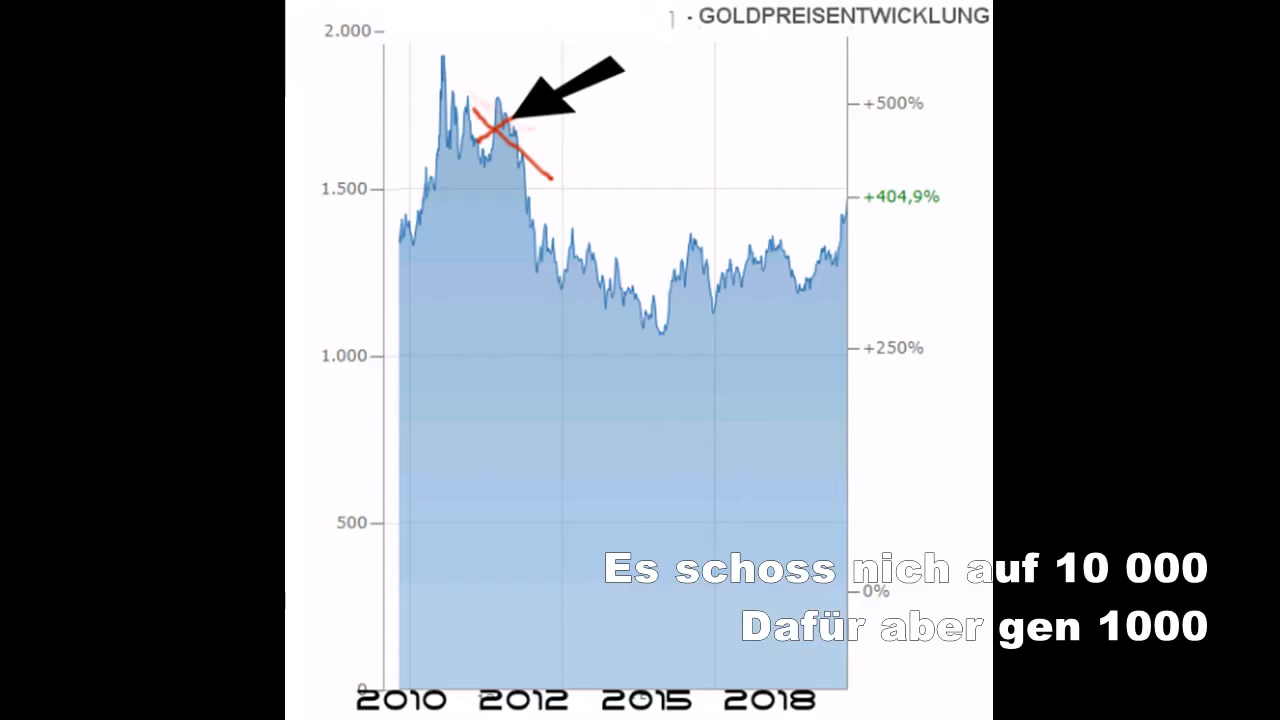 - GOLDPREISENTWICKLUNG
2.000
1.500
1.000
500
0
+500%
+404,9%
+250%
0%
Es schoss nich auf 10 000
Dafür aber gen 1000
2010 2012 2015 2018